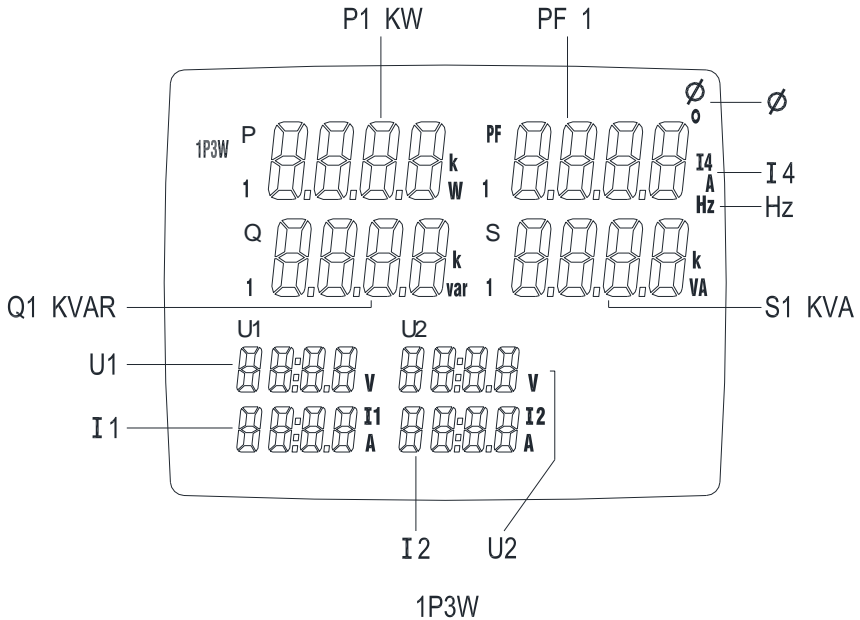 P1 KW PF 1
Ø Ø
P PF
1P3W
k I4 I4
1 W 1 A
Hz Hz
Q S
k k
1 var 1 VA
Q1 KVAR S1 KVA
U1 U2
U1 V V
I1 I2
I1 A A
I2 U2
1P3W